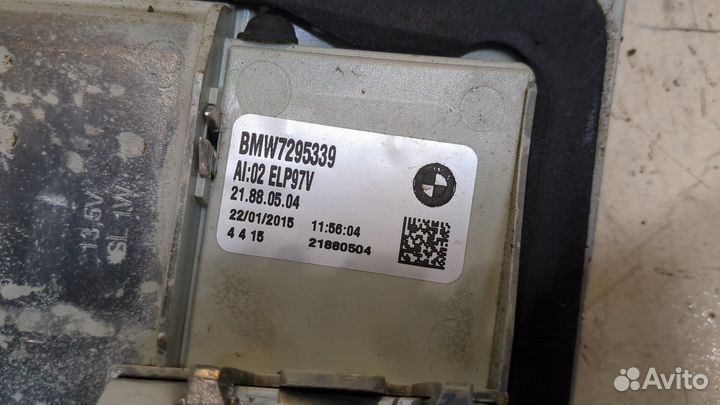 BMW7295339
AI:02 ELP97V
21.88.05.04
22/01/2015 11:56:04
4 4 15 21880504
13,5V
SL 1W
Avito